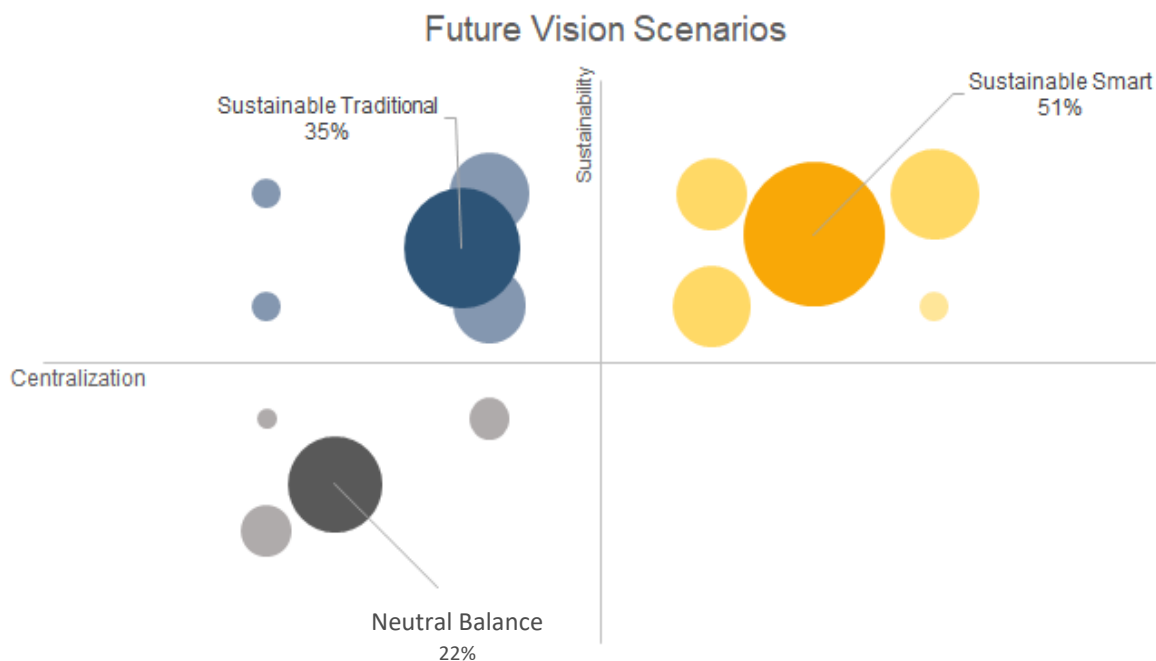 Future Vision Scenarios
Sustainable Traditional
35%
Sustainability
Sustainable Smart
51%
Centralization
Neutral Balance
22%